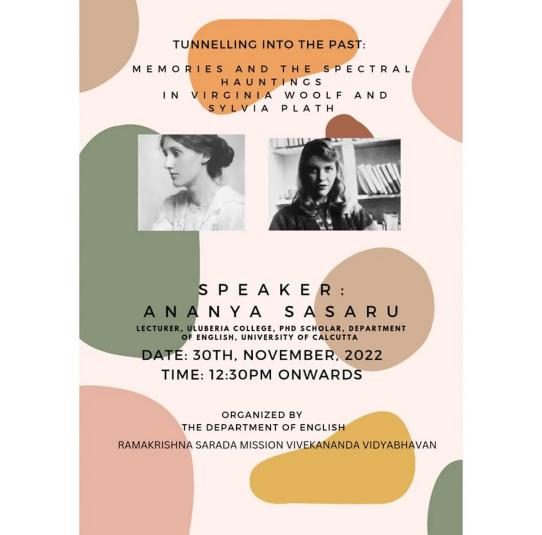 TUNNELLING INTO THE PAST:
MEMORIES AND THE SPECTRAL
HAUNTINGS
IN VIRGINIA WOOLF AND
SYLVIA PLATH
SPEAKER:
ANANYA SASARU
LECTURER, ULUBERIA COLLEGE, PHD SCHOLAR, DEPARTMENT
OF ENGLISH, UNIVERSITY OF CALCUTTA
DATE: 30TH, NOVEMBER, 2022
TIME: 12:30PM ONWARDS
ORGANIZED BY
THE DEPARTMENT OF ENGLISH
RAMAKRISHNA SARADA MISSION VIVEKANANDA VIDYABHAVAN